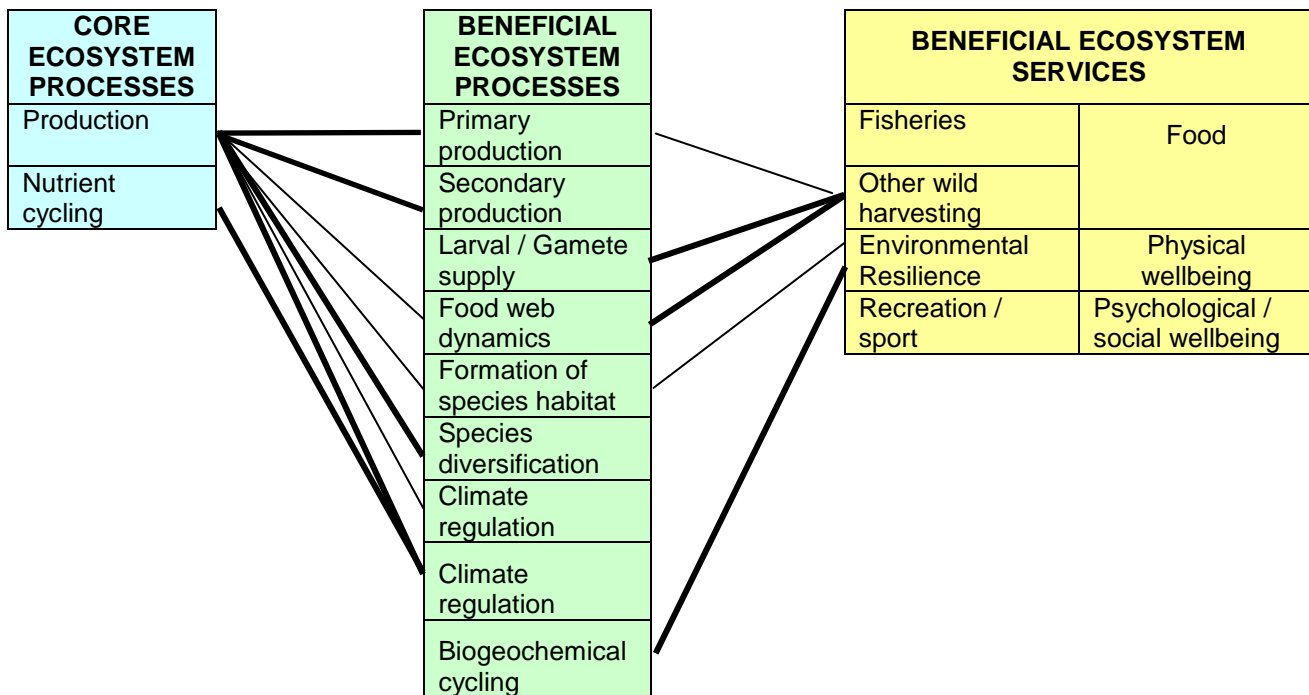 CORE
ECOSYSTEM
PROCESSES
Production
Nutrient
cycling
BENEFICIAL
ECOSYSTEM
PROCESSES
Primary
production
Secondary
production
Larval / Gamete
supply
Food web
dynamics
Formation of
species habitat
Species
diversification
Climate
regulation
Climate
regulation
Biogeochemical
cycling
BENEFICIAL ECOSYSTEM
SERVICES
Fisheries
Food
Other wild
harvesting
Environmental
Resilience
Physical
wellbeing
Recreation /
sport
Psychological /
social wellbeing